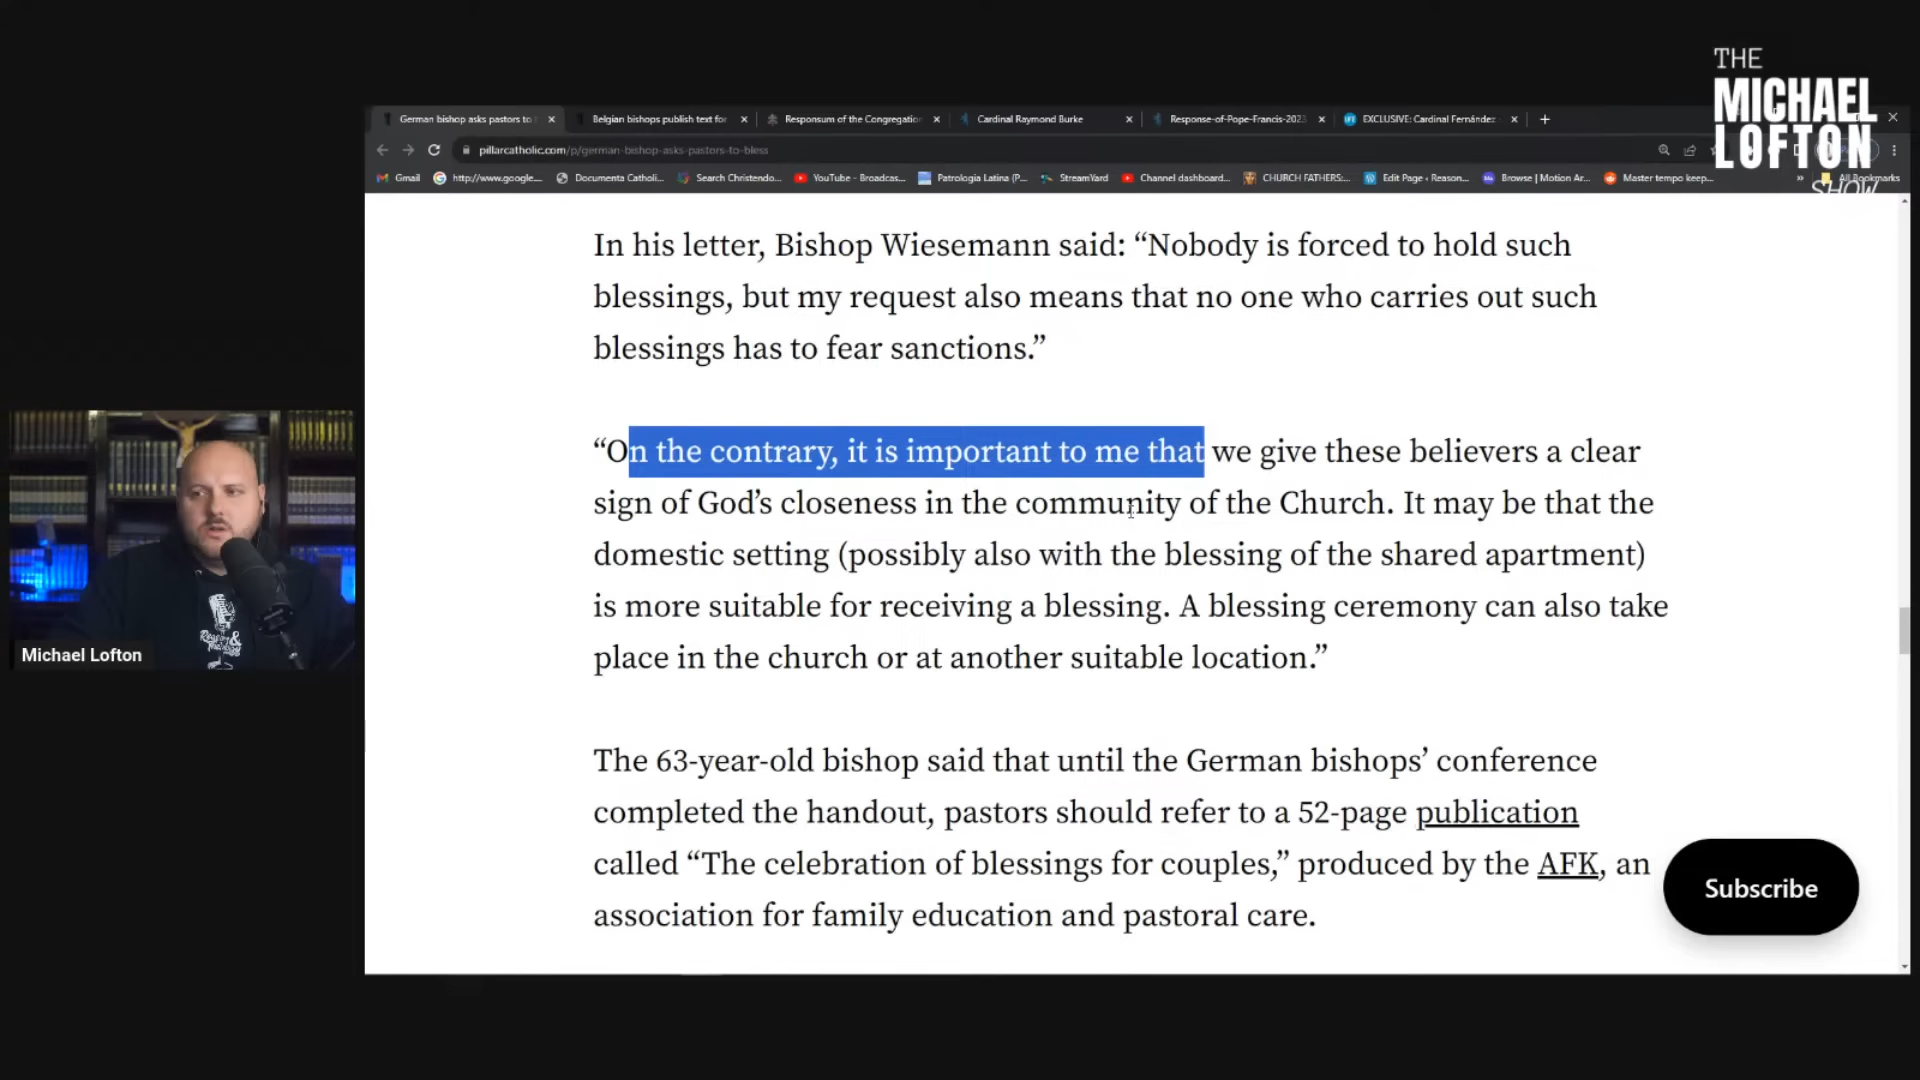 THE
MICHAEL
LOFTON
SHOW
German bishop asks pastors to
Belgian bishops publish text for
Responsum of the Congregation
Cardinal Raymond Burke
Response-of-Pope-Francis-2023
EXCLUSIVE: Cardinal Fernández
pillarcatholic.com/p/german-bishop-asks-pastors-to-bless
Gmail
http://www.google....
Documenta Catholi...
Search Christendo...
YouTube - Broadcas...
Patrologia Latina (P...
StreamYard
Channel dashboard...
CHURCH FATHERS:...
Edit Page ‹ Reason...
Browse | Motion Ar...
Master tempo keep...
»
All Bookmarks
In his letter, Bishop Wiesemann said: “Nobody is forced to hold such
blessings, but my request also means that no one who carries out such
blessings has to fear sanctions.”
“On the contrary, it is important to me that we give these believers a clear
sign of God’s closeness in the community of the Church. It may be that the
domestic setting (possibly also with the blessing of the shared apartment)
is more suitable for receiving a blessing. A blessing ceremony can also take
place in the church or at another suitable location.”
The 63-year-old bishop said that until the German bishops’ conference
completed the handout, pastors should refer to a 52-page publication
called “The celebration of blessings for couples,” produced by the AFK, an
association for family education and pastoral care.
Subscribe
Reason &
Theology
Michael Lofton